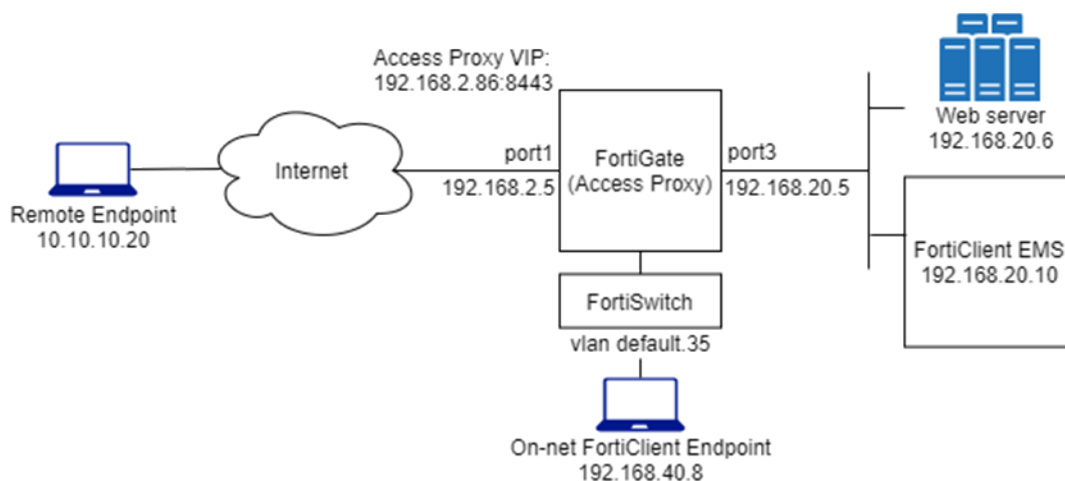 Access Proxy VIP:
192.168.2.86:8443
Web server
192.168.20.6
Internet
port1
192.168.2.5
FortiGate
(Access Proxy)
port3
192.168.20.5
Remote Endpoint
10.10.10.20
FortiClient EMS
192.168.20.10
FortiSwitch
vlan default.35
On-net FortiClient Endpoint
192.168.40.8